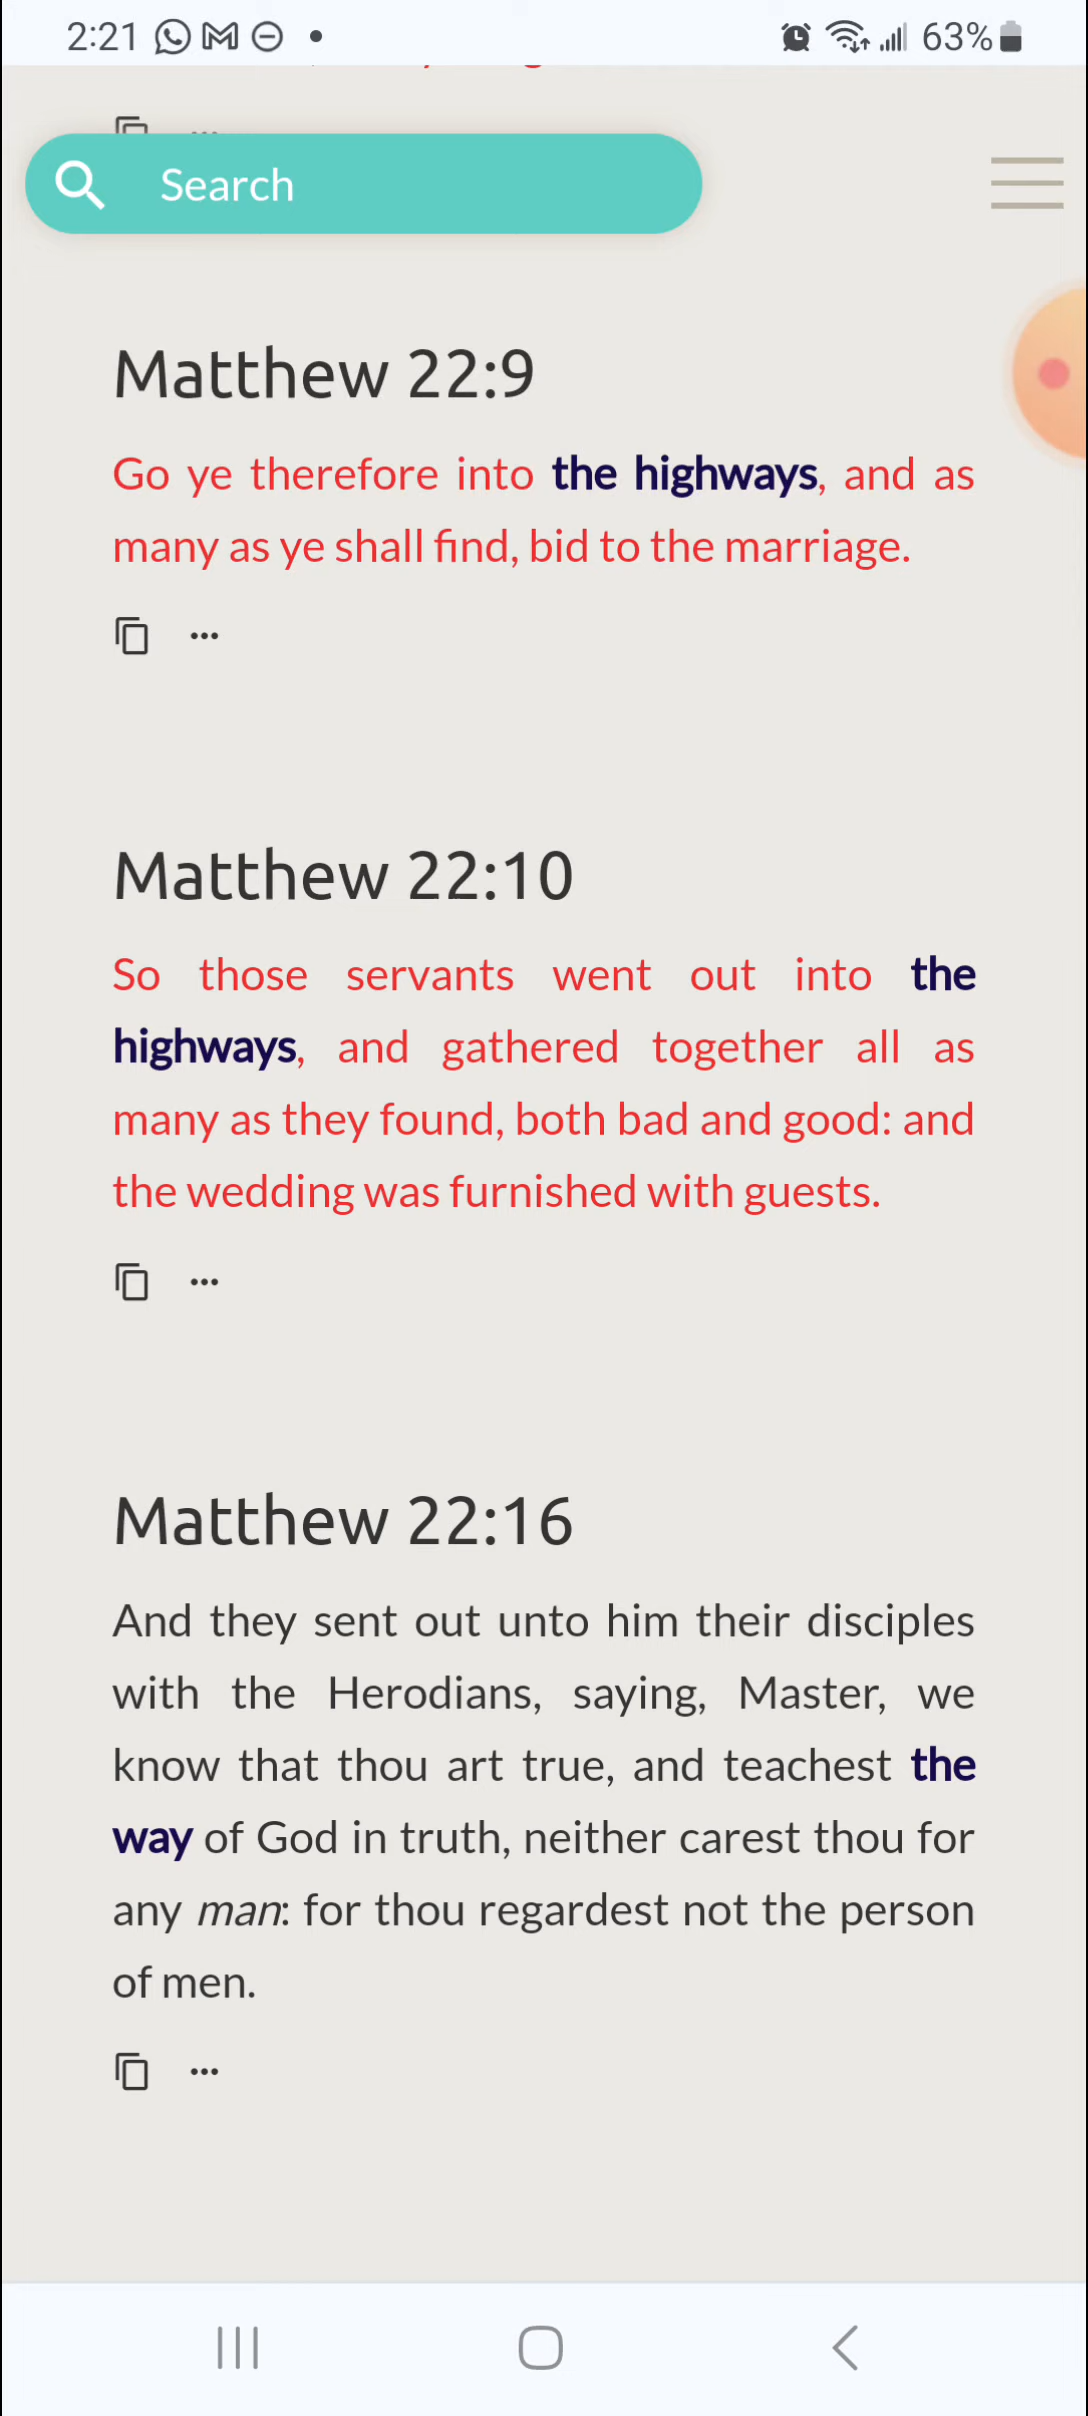 2:21 63%
Search
Matthew 22:9
Go ye therefore into the highways, and as
many as ye shall find, bid to the marriage.
Matthew 22:10
So those servants went out into the
highways, and gathered together all as
many as they found, both bad and good: and
the wedding was furnished with guests.
Matthew 22:16
And they sent out unto him their disciples
with the Herodians, saying, Master, we
know that thou art true, and teachest the
way of God in truth, neither carest thou for
any man: for thou regardest not the person
of men.